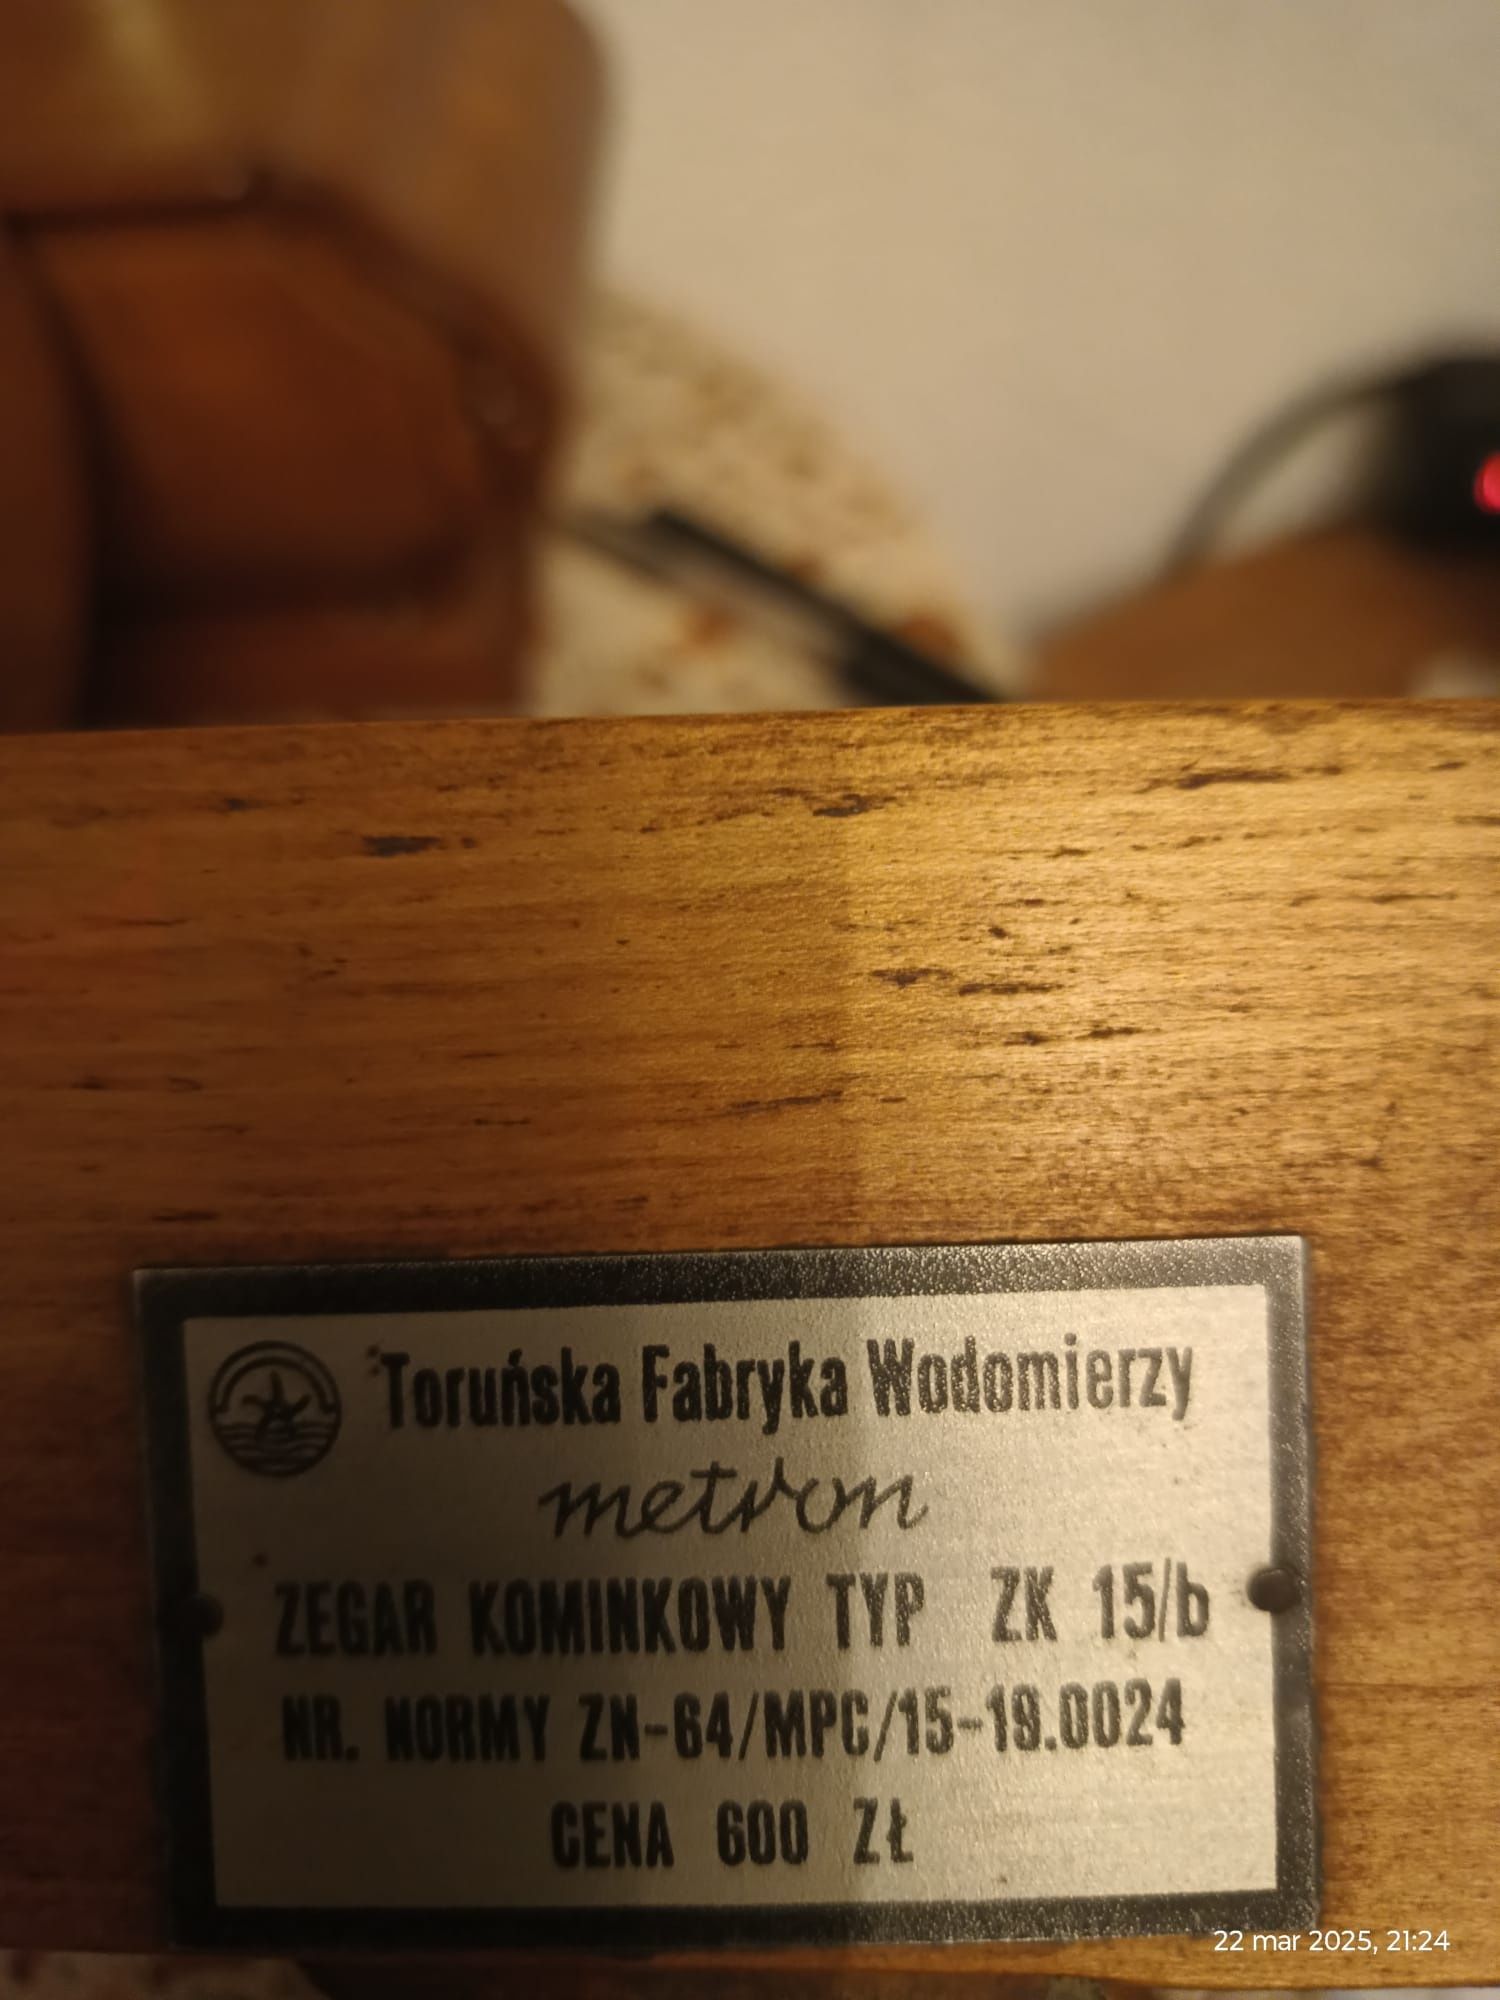 Toruńska Fabryka Wodomierzy
metron
ZEGAR KOMINKOWY TYP ZK 15/b
NR. NORMY ZN-64/MPC/15-19.0024
CENA 600 ZŁ
22 mar 2025, 21:24